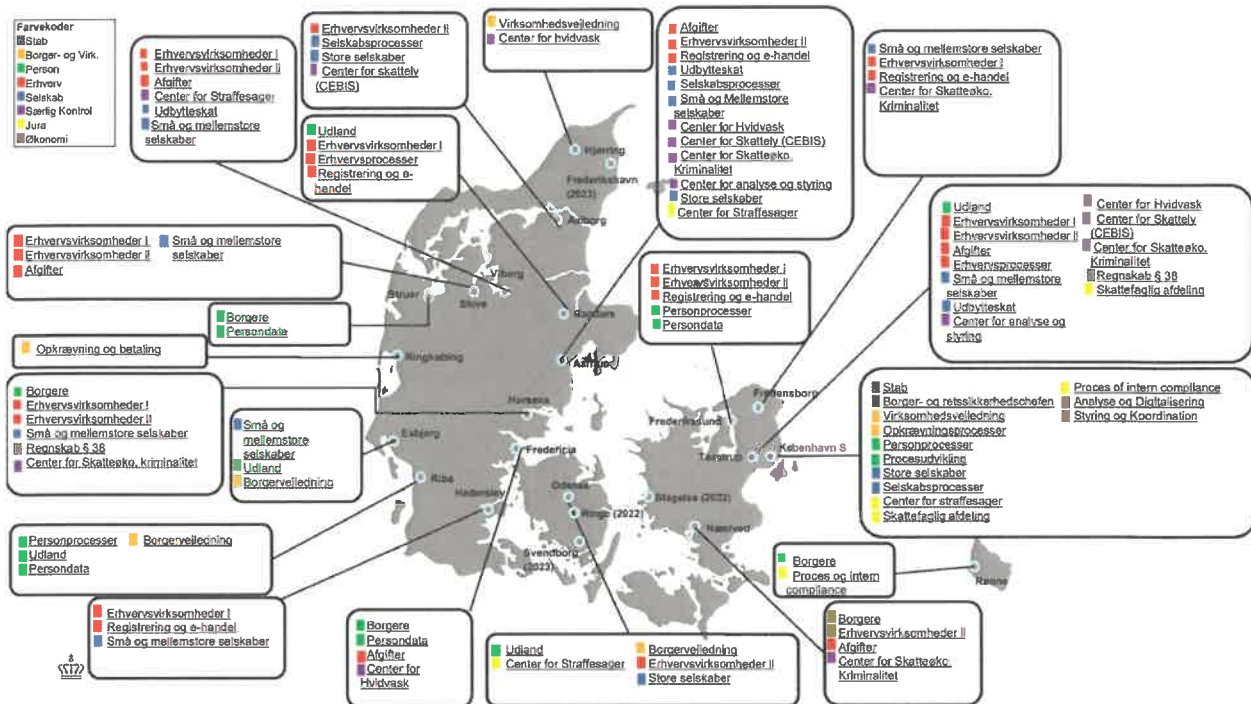 Farvekoder
Stab
Borger- og Virk.
Person
Erhverv
Selskab
Særlig Kontrol
Jura
Økonomi
Erhvervsvirksomheder I
Erhvervsvirksomheder II
Afgifter
Center for Straffesager
Udbytteskat
Små og mellemstore
selskaber
Erhvervsvirksomheder II
Selskabsprocesser
Store selskaber
Center for skattely
(CEBIS)
Udland
Erhvervsvirksomheder I
Erhvervsprocesser
Registrering og e-
handel
Virksomhedsvejledning
Center for hvidvask
Afgifter
Erhvervsvirksomheder II
Registrering og e-handel
Udbytteskat
Selskabsprocesser
Små og Mellemstore
selskaber
Center for Hvidvask
Center for Skattely (CEBIS)
Center for Skatteøko.
Kriminalitet
Center for analyse og styring
Store selskaber
Center for Straffesager
Små og mellemstore selskaber
Erhvervsvirksomheder I
Registrering og e-handel
Center for Skatteøko.
Kriminalitet
Udland
Erhvervsvirksomheder I
Erhvervsvirksomheder II
Afgifter
Erhvervsprocesser
Små og mellemstore
selskaber
Udbytteskat
Center for analyse og
styring
Center for Hvidvask
Center for Skattely
(CEBIS)
Center for Skatteøko.
Kriminalitet
Regnskab § 38
Skattefaglig afdeling
Erhvervsvirksomheder I
Erhvervsvirksomheder II
Afgifter
Små og mellemstore
selskaber
Erhvervsvirksomheder I
Erhvervsvirksomheder II
Registrering og e-handel
Personprocesser
Persondata
Borgere
Persondata
Opkrævning og betaling
Borgere
Erhvervsvirksomheder I
Erhvervsvirksomheder II
Små og mellemstore selskaber
Regnskab § 38
Center for Skatteøko. kriminalitet
Små og
mellemstore
selskaber
Udland
Borgervejledning
Stab
Borger- og retssikkerhedschefen
Virksomhedsvejledning
Opkrævningsprocesser
Personprocesser
Procesudvikling
Store selskaber
Selskabsprocesser
Center for straffesager
Skattefaglig afdeling
Proces of intern compliance
Analyse og Digitalisering
Styring og Koordination
Personprocesser
Udland
Persondata
Borgervejledning
Erhvervsvirksomheder I
Registrering og e-handel
Små og mellemstore selskaber
Borgere
Persondata
Afgifter
Center for
Hvidvask
Udland
Center for Straffesager
Borgervejledning
Erhvervsvirksomheder II
Store selskaber
Borgere
Proces og intern
compliance
Borgere
Erhvervsvirksomheder II
Afgifter
Center for Skatteøko.
Kriminalitet
Hjørring
Frederikshavn
(2023)
Aalborg
Viborg
Struer
Skive
Randers
Ringkøbing
Aarhus
Horsens
Esbjerg
Fredericia
Ribe
Haderslev
Odense
Ringe (2022)
Svendborg
(2023)
Fredensborg
Frederikssund
Tåstrup
København S
Slagelse (2022)
Næstved
Rønne